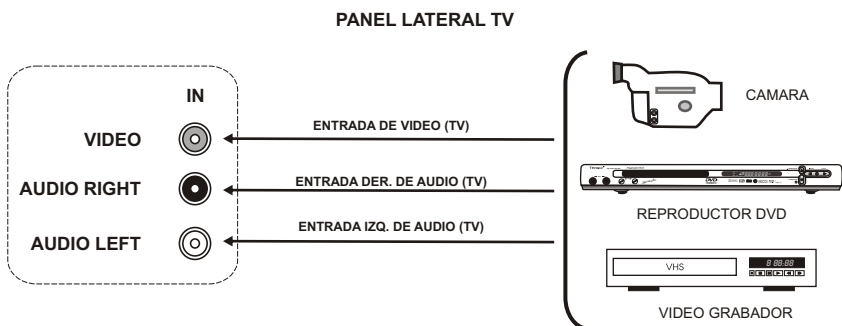 PANEL LATERAL TV
IN
VIDEO
ENTRADA DE VIDEO (TV)
AUDIO RIGHT
ENTRADA DER. DE AUDIO (TV)
AUDIO LEFT
ENTRADA IZQ. DE AUDIO (TV)
CAMARA
DVD
REPRODUCTOR DVD
VHS
8 88:88
VIDEO GRABADOR